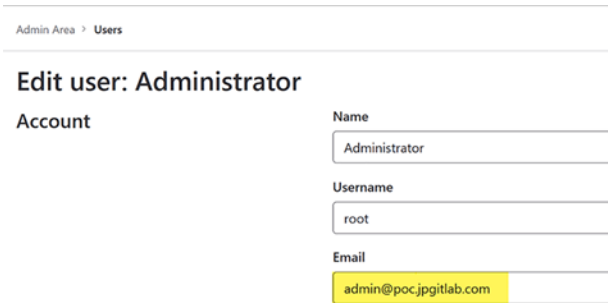 Admin Area > Users
Edit user: Administrator
Account
Name
Administrator
Username
root
Email
admin@poc.jpgitlab.com